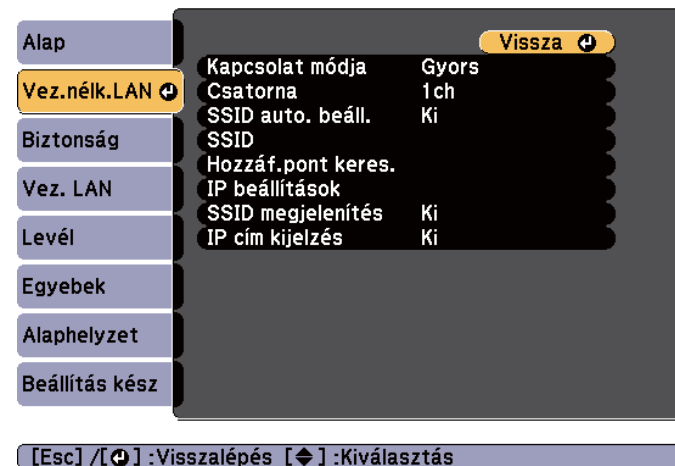 Alap
Vez.nélk.LAN
Biztonság
Vez. LAN
Levél
Egyebek
Alaphelyzet
Beállítás kész
Vissza
Kapcsolat módja Gyors
Csatorna 1ch
SSID auto. beáll. Ki
SSID
Hozzáf.pont keres.
IP beállítások
SSID megjelenítés Ki
IP cím kijelzés Ki
[Esc] /[⏎] :Visszalépés [◆] :Kiválasztás